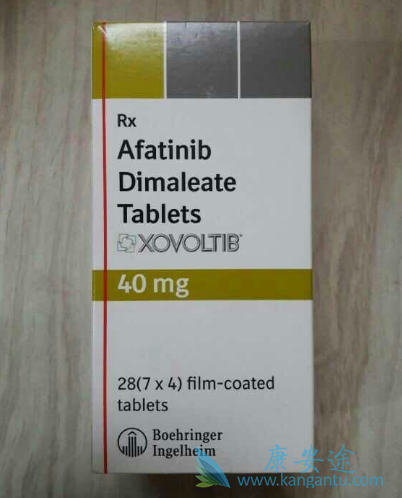 Rx
Afatinib
Dimaleate
Tablets
XOVOLTIB
40 mg
28(7 x 4) film-coated
tablets
Boehringer
Ingelheim
康安途
www.kangantu.com